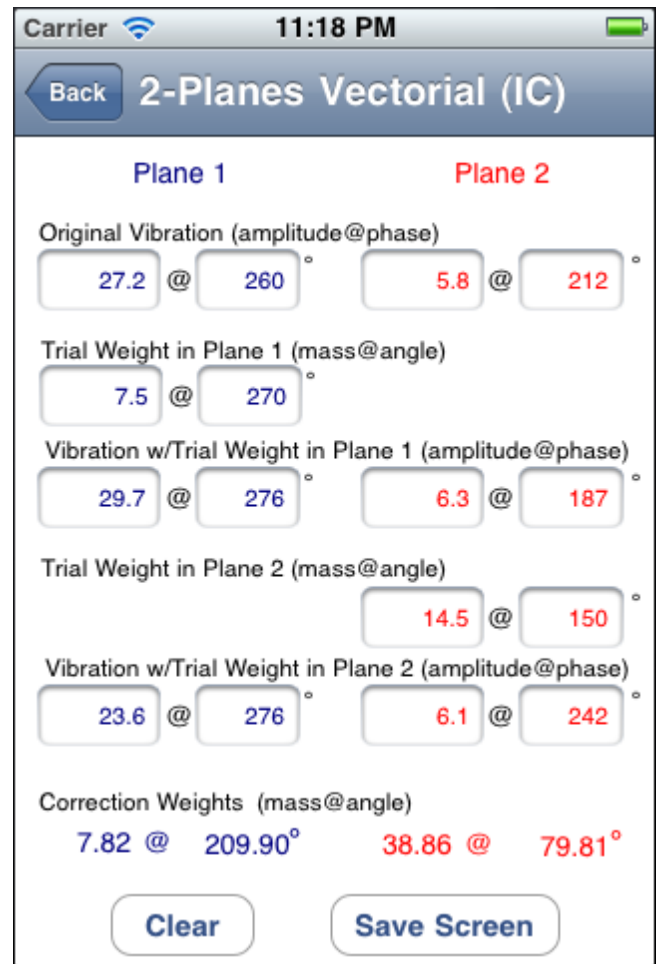 Carrier 11:18 PM
Back 2-Planes Vectorial (IC)
Plane 1 Plane 2
Original Vibration (amplitude@phase)
27.2 @ 260 ° 5.8 @ 212 °
Trial Weight in Plane 1 (mass@angle)
7.5 @ 270 °
Vibration w/Trial Weight in Plane 1 (amplitude@phase)
29.7 @ 276 ° 6.3 @ 187 °
Trial Weight in Plane 2 (mass@angle)
14.5 @ 150 °
Vibration w/Trial Weight in Plane 2 (amplitude@phase)
23.6 @ 276 ° 6.1 @ 242 °
Correction Weights (mass@angle)
7.82 @ 209.90° 38.86 @ 79.81°
Clear Save Screen